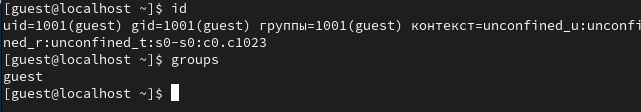 [guest@localhost ~]$ id
uid=1001(guest) gid=1001(guest) группы=1001(guest) контекст=unconfined_u:unconfi
ned_r:unconfined_t:s0-s0:c0.c1023
[guest@localhost ~]$ groups
guest
[guest@localhost ~]$